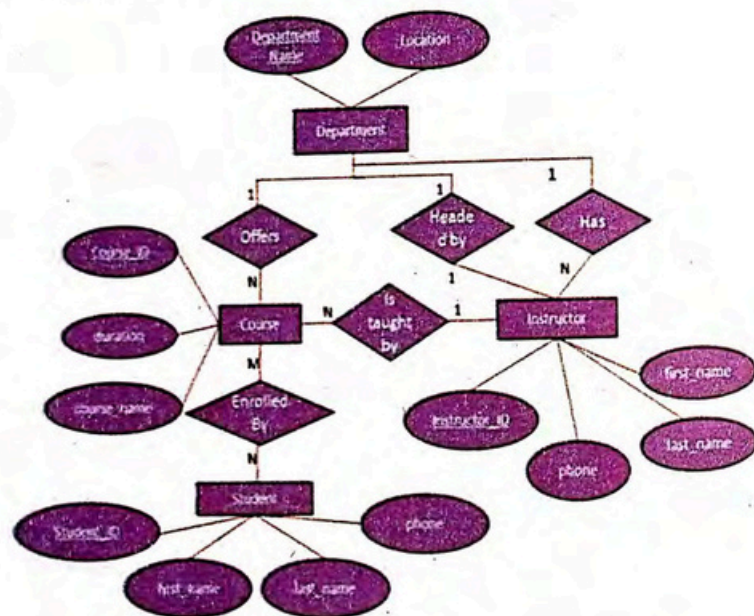 Department
Name
Location
Department
1
1
1
Offers
Heade
d by
Has
Course_ID
N
1
N
duration
Course
N
Is
taught
by
1
Instructor
course_name
M
Enrolled
By
first_name
Instructor_ID
last_name
N
phone
Student
Student_ID
phone
first_name
last_name